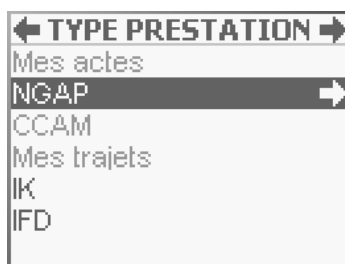 TYPE PRESTATION
Mes actes
NGAP
CCAM
Mes trajets
IK
IFD